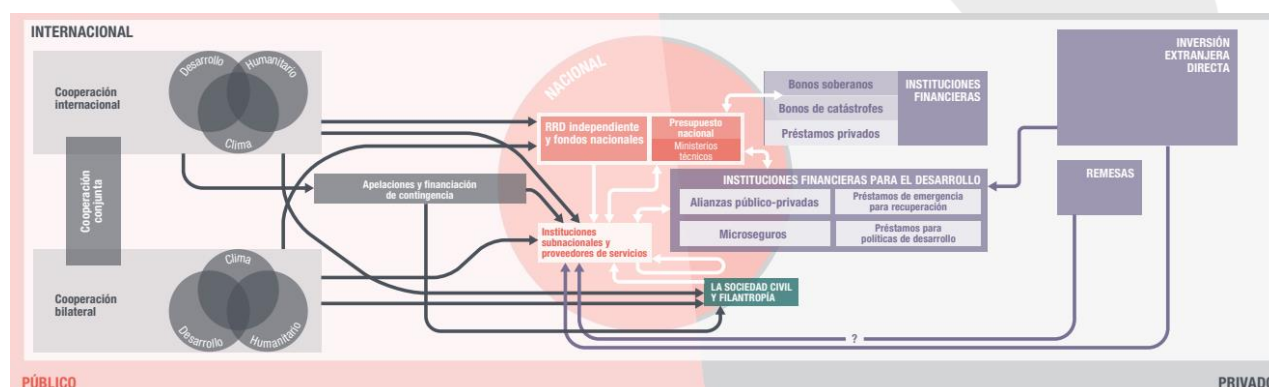 INTERNACIONAL
Cooperación
internacional
Desarrollo
Humanitario
Clima
Cooperación
conjunta
Cooperación
bilateral
Clima
Desarrollo
Humanitario
Apelaciones y financiación
de contingencia
NACIONAL
RRD independiente
y fondos nacionales
Presupuesto
nacional
Ministerios
técnicos
Instituciones
subnacionales y
proveedores de servicios
LA SOCIEDAD CIVIL
Y FILANTROPÍA
Bonos soberanos
Bonos de catástrofes
Préstamos privados
INSTITUCIONES
FINANCIERAS
INSTITUCIONES FINANCIERAS PARA EL DESARROLLO
Alianzas público-privadas
Préstamos de emergencia
para recuperación
Microseguros
Préstamos para
políticas de desarrollo
INVERSIÓN
EXTRANJERA
DIRECTA
REMESAS
?
PÚBLICO
PRIVADO